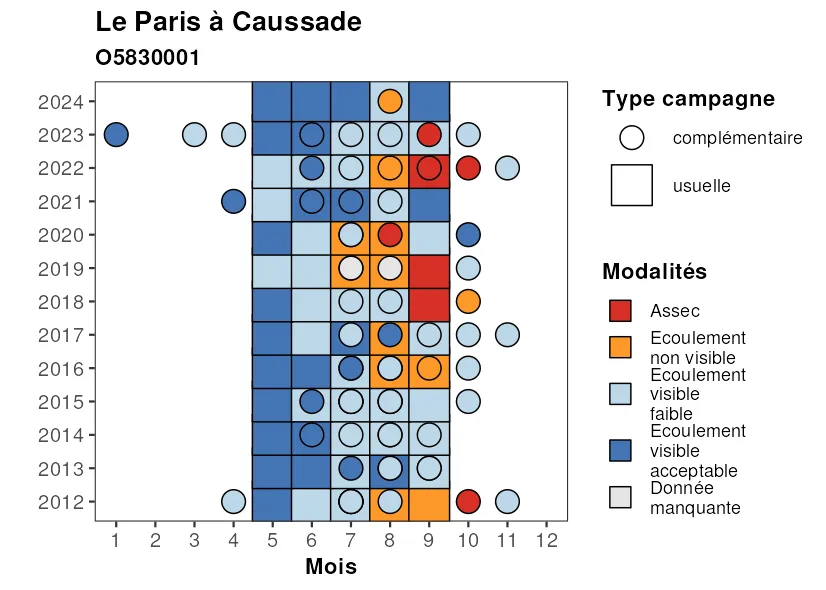 Le Paris à Caussade
O5830001
2024
2023
2022
2021
2020
2019
2018
2017
2016
2015
2014
2013
2012
1 2 3 4 5 6 7 8 9 10 11 12
Mois
Type campagne
complémentaire
usuelle
Modalités
Assec
Ecoulement
non visible
Ecoulement
visible
faible
Ecoulement
visible
acceptable
Donnée
manquante